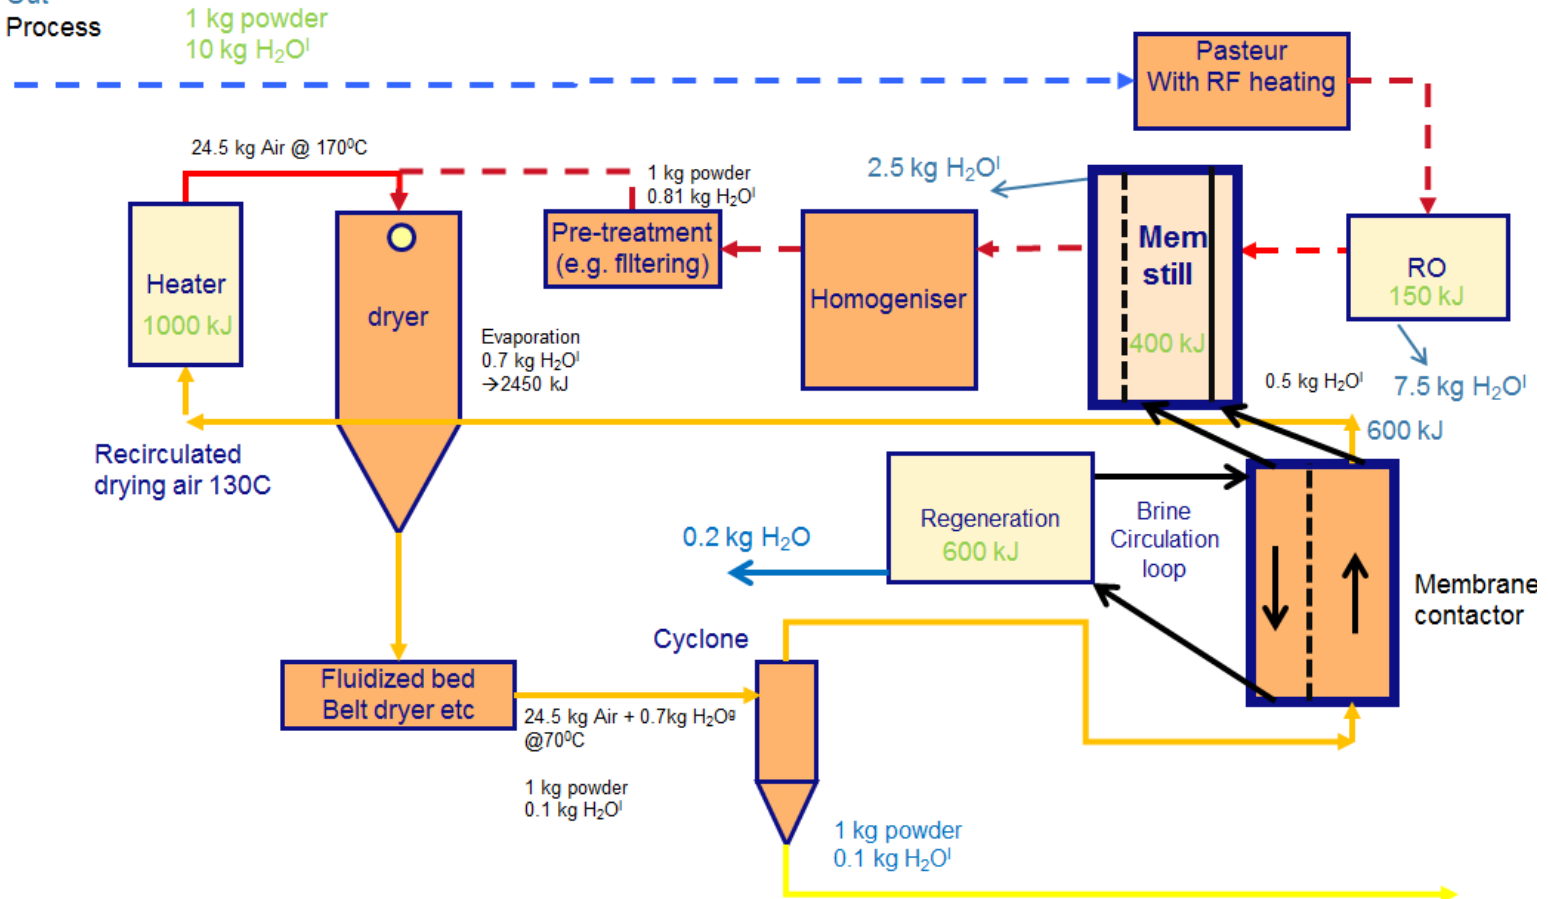 Process
1 kg powder
10 kg H₂Oˡ
Pasteur
With RF heating
24.5 kg Air @ 170⁰C
1 kg powder
0.81 kg H₂Oˡ
2.5 kg H₂Oˡ
Heater
1000 kJ
dryer
Pre-treatment
(e.g. fIltering)
Homogeniser
Mem
still
400 kJ
RO
150 kJ
Evaporation
0.7 kg H₂Oˡ
→2450 kJ
0.5 kg H₂Oˡ
7.5 kg H₂Oˡ
600 kJ
Recirculated
drying air 130C
Regeneration
600 kJ
Brine
Circulation
loop
0.2 kg H₂O
Membrane
contactor
Cyclone
Fluidized bed
Belt dryer etc
24.5 kg Air + 0.7kg H₂Oᵍ
@70⁰C
1 kg powder
0.1 kg H₂Oˡ
1 kg powder
0.1 kg H₂Oˡ